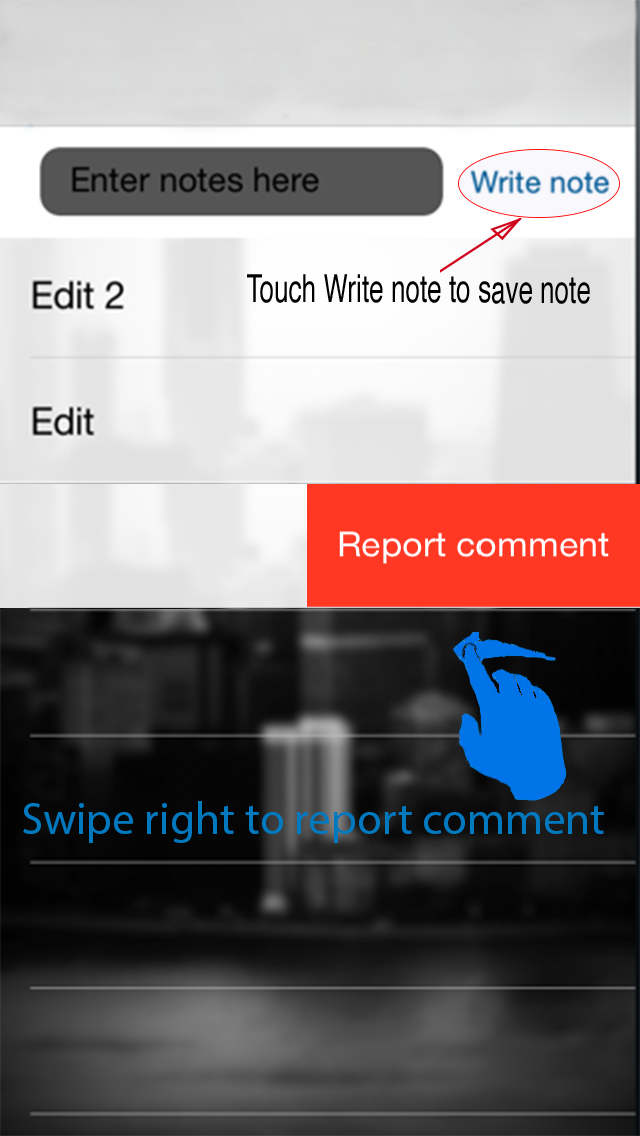 Enter notes here
Write note
Edit 2
Touch Write note to save note
Edit
Report comment
Swipe right to report comment